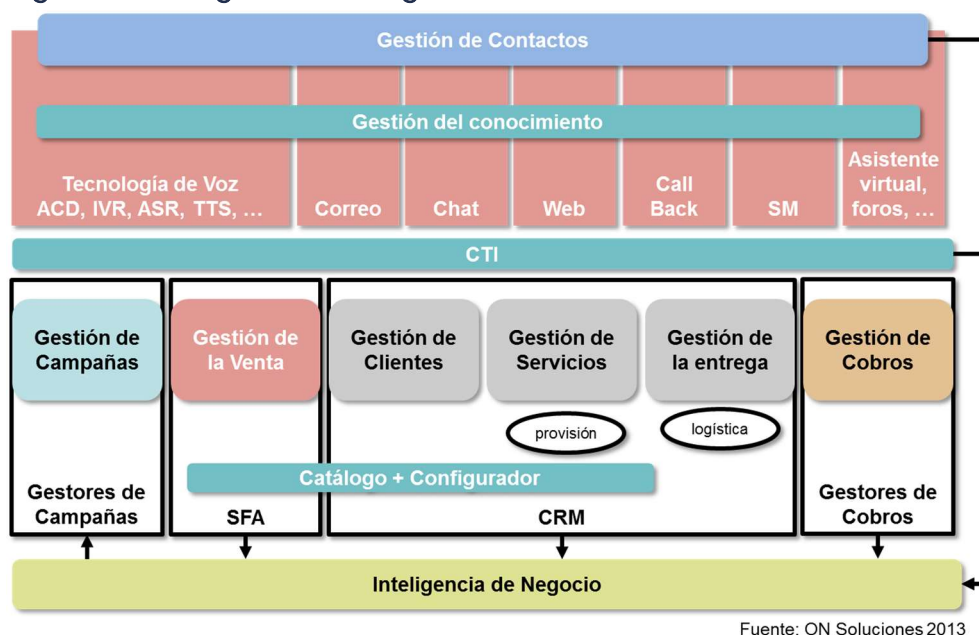 Gestión de Contactos
Gestión del conocimiento
Tecnología de Voz
ACD, IVR, ASR, TTS, …
Correo
Chat
Web
Call
Back
SM
Asistente
virtual,
foros, …
CTI
Gestión de
Campañas
Gestión de
la Venta
Gestión de
Clientes
Gestión de
Servicios
Gestión de
la entrega
Gestión de
Cobros
provisión
logística
Catálogo + Configurador
Gestores de
Campañas
SFA
CRM
Gestores de
Cobros
Inteligencia de Negocio
Fuente: ON Soluciones 2013